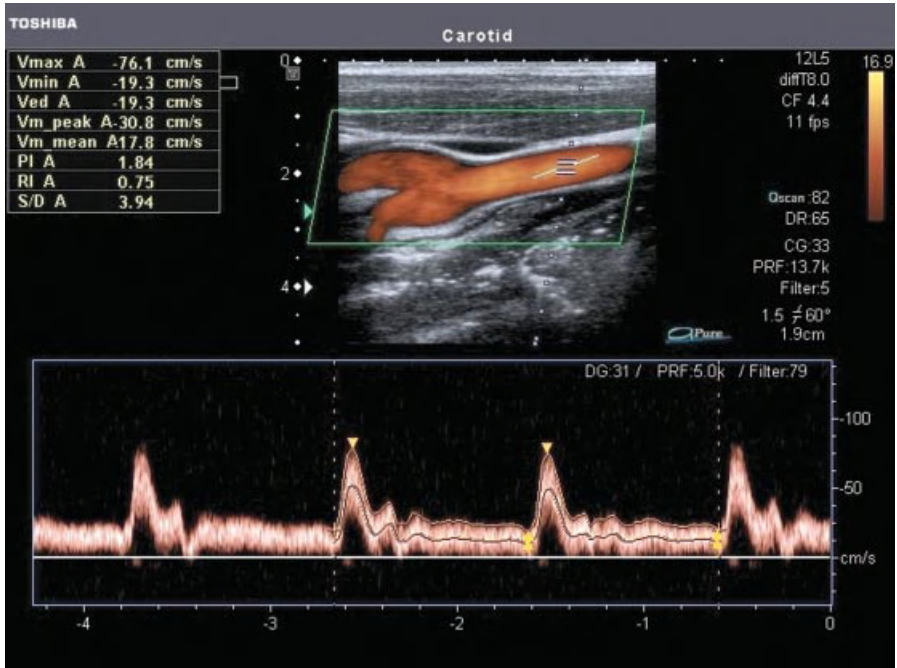 TOSHIBA
Carotid
Vmax A -76.1 cm/s
Vmin A -19.3 cm/s
Ved A -19.3 cm/s
Vm_peak A-30.8 cm/s
Vm_mean A17.8 cm/s
PI A 1.84
RI A 0.75
S/D A 3.94
0
2
4
12L5
diffT8.0
CF 4.4
11 fps
16.9
Qscan:82
DR:65
CG:33
PRF:13.7k
Filter:5
1.5 60°
1.9cm
aPure
DG:31 / PRF:5.0k / Filter:79
-100
-50
cm/s
-4 -3 -2 -1 0